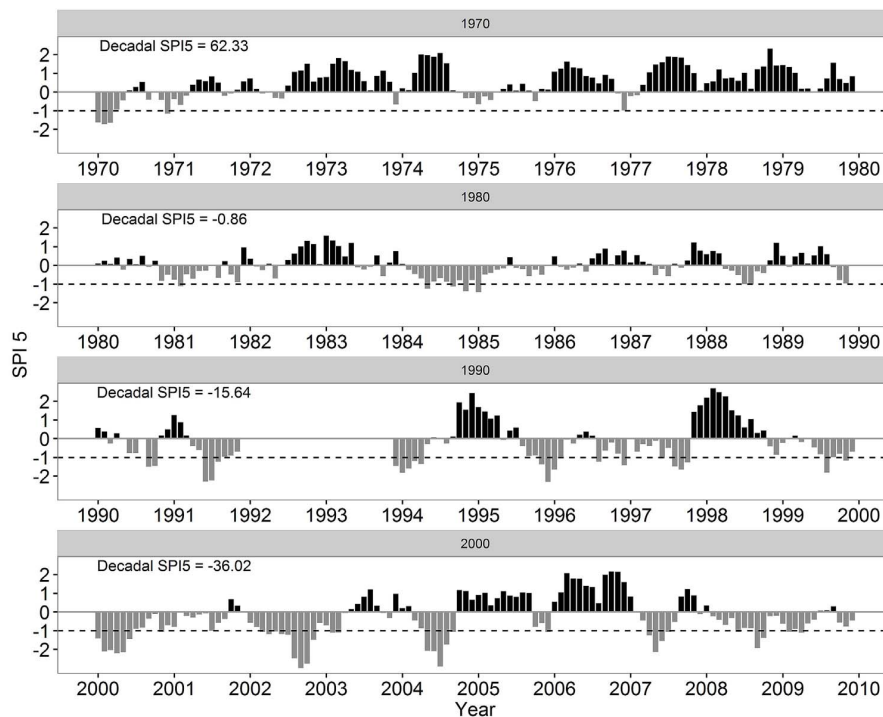 1970
Decadal SPI5 = 62.33
2
1
0
-1
-2
1970 1971 1972 1973 1974 1975 1976 1977 1978 1979 1980
1980
Decadal SPI5 = -0.86
2
1
0
-1
-2
1980 1981 1982 1983 1984 1985 1986 1987 1988 1989 1990
SPI 5
1990
Decadal SPI5 = -15.64
2
1
0
-1
-2
1990 1991 1992 1993 1994 1995 1996 1997 1998 1999 2000
2000
Decadal SPI5 = -36.02
2
1
0
-1
-2
2000 2001 2002 2003 2004 2005 2006 2007 2008 2009 2010
Year